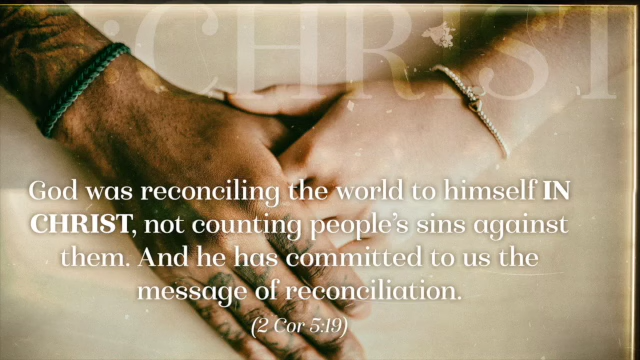 :CHRIST
God was reconciling the world to himself IN
CHRIST, not counting people’s sins against
them. And he has committed to us the
message of reconciliation.
(2 Cor 5:19)